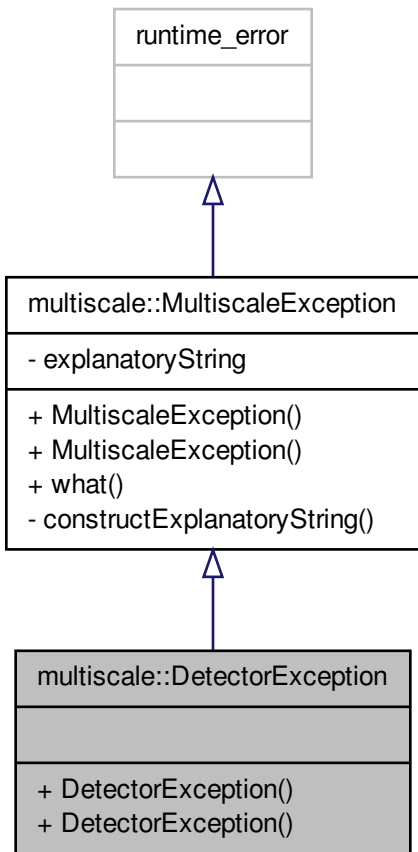 runtime_error
multiscale::MultiscaleException
- explanatoryString
+ MultiscaleException()
+ MultiscaleException()
+ what()
- constructExplanatoryString()
multiscale::DetectorException
+ DetectorException()
+ DetectorException()